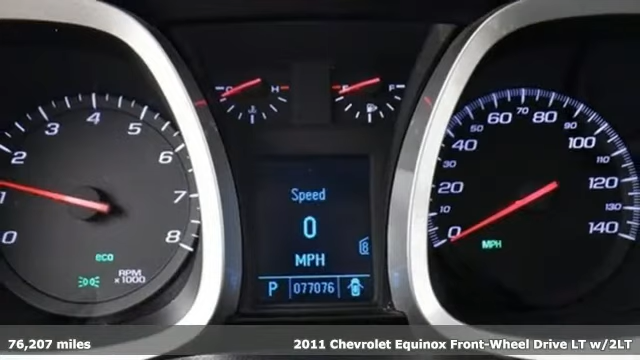 C H
E F
0 1 2 3 4 5 6 7 8
eco
RPM
x1000
Speed
0
MPH
P 077076
0 10 20 30 40 50 60 70 80 90 100 110 120 130 140
MPH
76,207 miles
2011 Chevrolet Equinox Front-Wheel Drive LT w/2LT